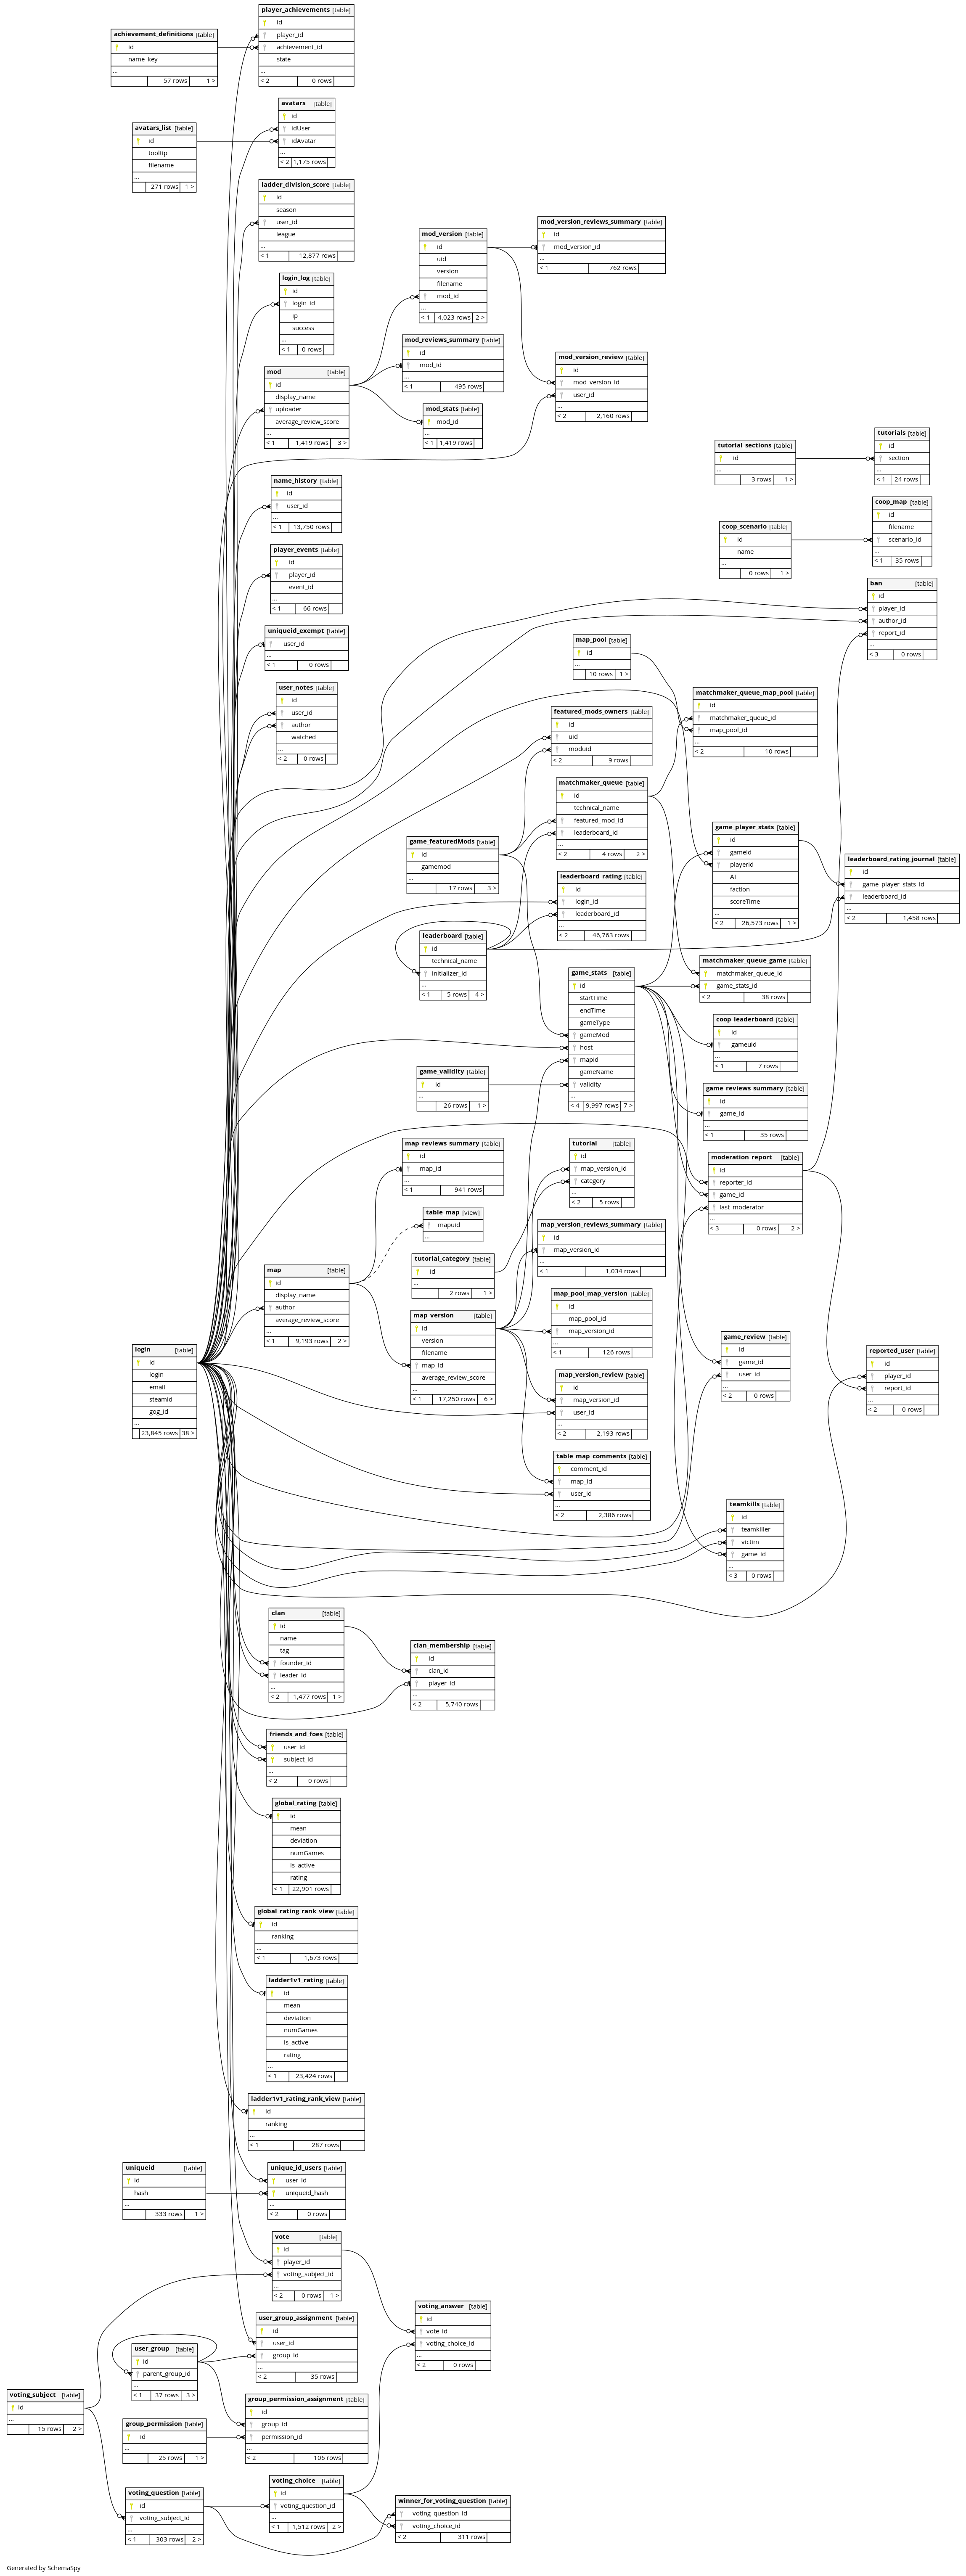 player_achievements [table]
id
player_id
achievement_id
state
...
< 2 0 rows
achievement_definitions [table]
id
name_key
...
57 rows 1 >
avatars [table]
id
idUser
idAvatar
...
< 2 1,175 rows
avatars_list [table]
id
tooltip
filename
...
271 rows 1 >
ladder_division_score [table]
id
season
user_id
league
...
< 1 12,877 rows
mod_version_reviews_summary [table]
id
mod_version_id
...
< 1 762 rows
mod_version [table]
id
uid
version
filename
mod_id
...
< 1 4,023 rows 2 >
login_log [table]
id
login_id
ip
success
...
< 1 0 rows
mod_reviews_summary [table]
id
mod_id
...
< 1 495 rows
mod_version_review [table]
id
mod_version_id
user_id
...
< 2 2,160 rows
mod [table]
id
display_name
uploader
average_review_score
...
< 1 1,419 rows 3 >
mod_stats [table]
mod_id
...
< 1 1,419 rows
tutorials [table]
id
section
...
< 1 24 rows
tutorial_sections [table]
id
...
3 rows 1 >
name_history [table]
id
user_id
...
< 1 13,750 rows
coop_map [table]
id
filename
scenario_id
...
< 1 35 rows
coop_scenario [table]
id
name
...
0 rows 1 >
player_events [table]
id
player_id
event_id
...
< 1 66 rows
ban [table]
id
player_id
author_id
report_id
...
< 3 0 rows
uniqueid_exempt [table]
user_id
...
< 1 0 rows
map_pool [table]
id
...
10 rows 1 >
user_notes [table]
id
user_id
author
watched
...
< 2 0 rows
matchmaker_queue_map_pool [table]
id
matchmaker_queue_id
map_pool_id
...
< 2 10 rows
featured_mods_owners [table]
id
uid
moduid
...
< 2 9 rows
matchmaker_queue [table]
id
technical_name
featured_mod_id
leaderboard_id
...
< 2 4 rows 2 >
game_player_stats [table]
id
gameId
playerId
AI
faction
scoreTime
...
< 2 26,573 rows 1 >
game_featuredMods [table]
id
gamemod
...
17 rows 3 >
leaderboard_rating_journal [table]
id
game_player_stats_id
leaderboard_id
...
< 2 1,458 rows
leaderboard_rating [table]
id
login_id
leaderboard_id
...
< 2 46,763 rows
leaderboard [table]
id
technical_name
initializer_id
...
< 1 5 rows 4 >
matchmaker_queue_game [table]
matchmaker_queue_id
game_stats_id
...
< 2 38 rows
game_stats [table]
id
startTime
endTime
gameType
gameMod
host
mapId
gameName
validity
...
< 4 9,997 rows 7 >
coop_leaderboard [table]
id
gameuid
...
< 1 7 rows
game_validity [table]
id
...
26 rows 1 >
game_reviews_summary [table]
id
game_id
...
< 1 35 rows
map_reviews_summary [table]
id
map_id
...
< 1 941 rows
tutorial [table]
id
map_version_id
category
...
< 2 5 rows
moderation_report [table]
id
reporter_id
game_id
last_moderator
...
< 3 0 rows 2 >
table_map [view]
mapuid
...
map_version_reviews_summary [table]
id
map_version_id
...
< 1 1,034 rows
tutorial_category [table]
id
...
2 rows 1 >
map [table]
id
display_name
author
average_review_score
...
< 1 9,193 rows 2 >
map_pool_map_version [table]
id
map_pool_id
map_version_id
...
< 1 126 rows
map_version [table]
id
version
filename
map_id
average_review_score
...
< 1 17,250 rows 6 >
game_review [table]
id
game_id
user_id
...
< 2 0 rows
login [table]
id
login
email
steamid
gog_id
...
23,845 rows 38 >
reported_user [table]
id
player_id
report_id
...
< 2 0 rows
map_version_review [table]
id
map_version_id
user_id
...
< 2 2,193 rows
table_map_comments [table]
comment_id
map_id
user_id
...
< 2 2,386 rows
teamkills [table]
id
teamkiller
victim
game_id
...
< 3 0 rows
clan [table]
id
name
tag
founder_id
leader_id
...
< 2 1,477 rows 1 >
clan_membership [table]
id
clan_id
player_id
...
< 2 5,740 rows
friends_and_foes [table]
user_id
subject_id
...
< 2 0 rows
global_rating [table]
id
mean
deviation
numGames
is_active
rating
< 1 22,901 rows
global_rating_rank_view [table]
id
ranking
...
< 1 1,673 rows
ladder1v1_rating [table]
id
mean
deviation
numGames
is_active
rating
...
< 1 23,424 rows
ladder1v1_rating_rank_view [table]
id
ranking
...
< 1 287 rows
uniqueid [table]
id
hash
...
333 rows 1 >
unique_id_users [table]
user_id
uniqueid_hash
...
< 2 0 rows
vote [table]
id
player_id
voting_subject_id
...
< 2 0 rows 1 >
voting_answer [table]
id
vote_id
voting_choice_id
...
< 2 0 rows
user_group_assignment [table]
id
user_id
group_id
...
< 2 35 rows
user_group [table]
id
parent_group_id
...
< 1 37 rows 3 >
voting_subject [table]
id
...
15 rows 2 >
group_permission_assignment [table]
id
group_id
permission_id
...
< 2 106 rows
group_permission [table]
id
...
25 rows 1 >
voting_choice [table]
id
voting_question_id
...
< 1 1,512 rows 2 >
voting_question [table]
id
voting_subject_id
...
< 1 303 rows 2 >
winner_for_voting_question [table]
voting_question_id
voting_choice_id
...
< 2 311 rows
Generated by SchemaSpy